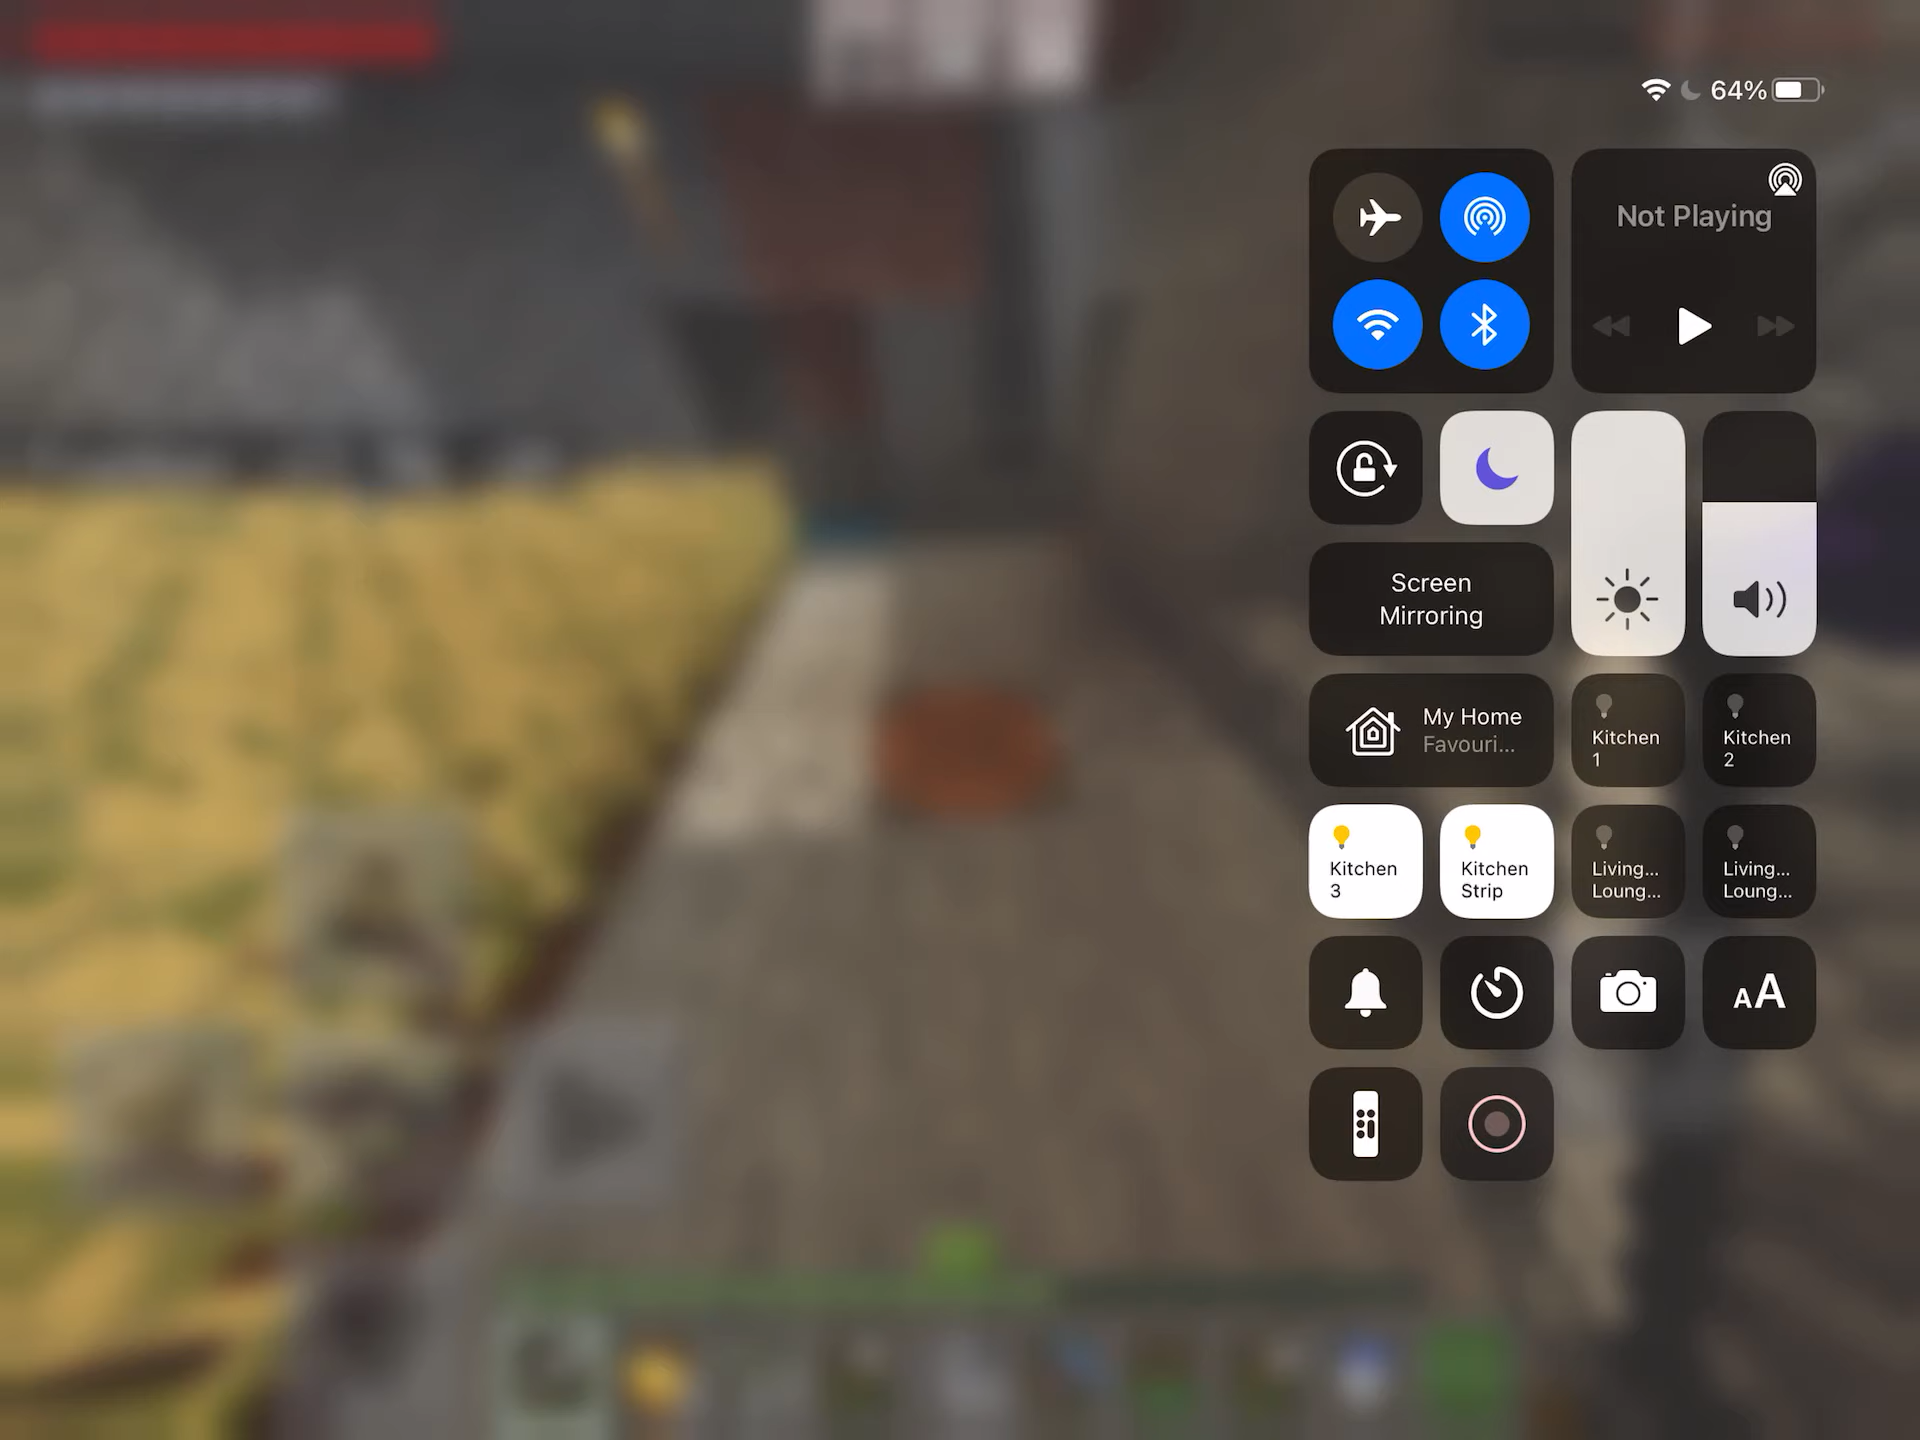 64%
Not Playing
Screen
Mirroring
My Home
Favouri...
Kitchen
1
Kitchen
2
Kitchen
3
Kitchen
Strip
Living...
Loung...
Living...
Loung...
AA